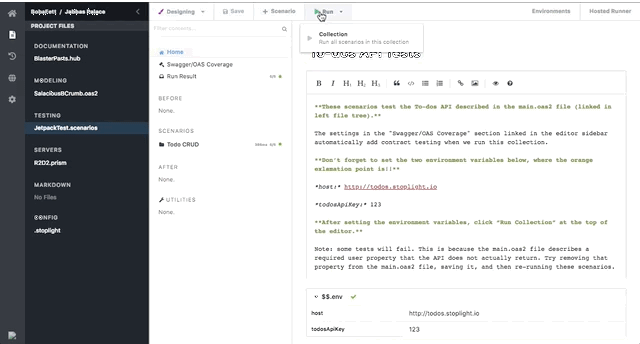 Designing
Save
Scenario
Run
Environments
Hosted Runner
PROJECT FILES
DOCUMENTATION
BlasterParts.hub
MODELING
SalaciousBCrumb.oas2
TESTING
JetpackTest.scenarios
SERVERS
R2D2.prism
MARKDOWN
No Files
CONFIG
.stoplight
Home
Swagger/OAS Coverage
Run Result
BEFORE
None.
SCENARIOS
Todo CRUD
AFTER
None.
UTILITIES
None.
Collection
Run all scenarios in this collection
B I H1 H2 H3
**These scenarios test the To-dos API described in the main.oas2 file (linked in
left file tree).**
The settings in the "Swagger/OAS Coverage" section linked in the editor sidebar
automatically add contract testing when we run this collection.
**Don't forget to set the two environment variables below, where the orange
exlamation point is!!**
*host:* http://todos.stoplight.io
*todosApiKey:* 123
**After setting the environment variables, click "Run Collection" at the top of
the editor.**
Note: some tests will fail. This is because the main.oas2 file describes a
required user property that the API does not actually return. Try removing that
property from the main.oas2 file, saving it, and then re-running these scenarios.
$$.env
host
http://todos.stoplight.io
todosApiKey
123